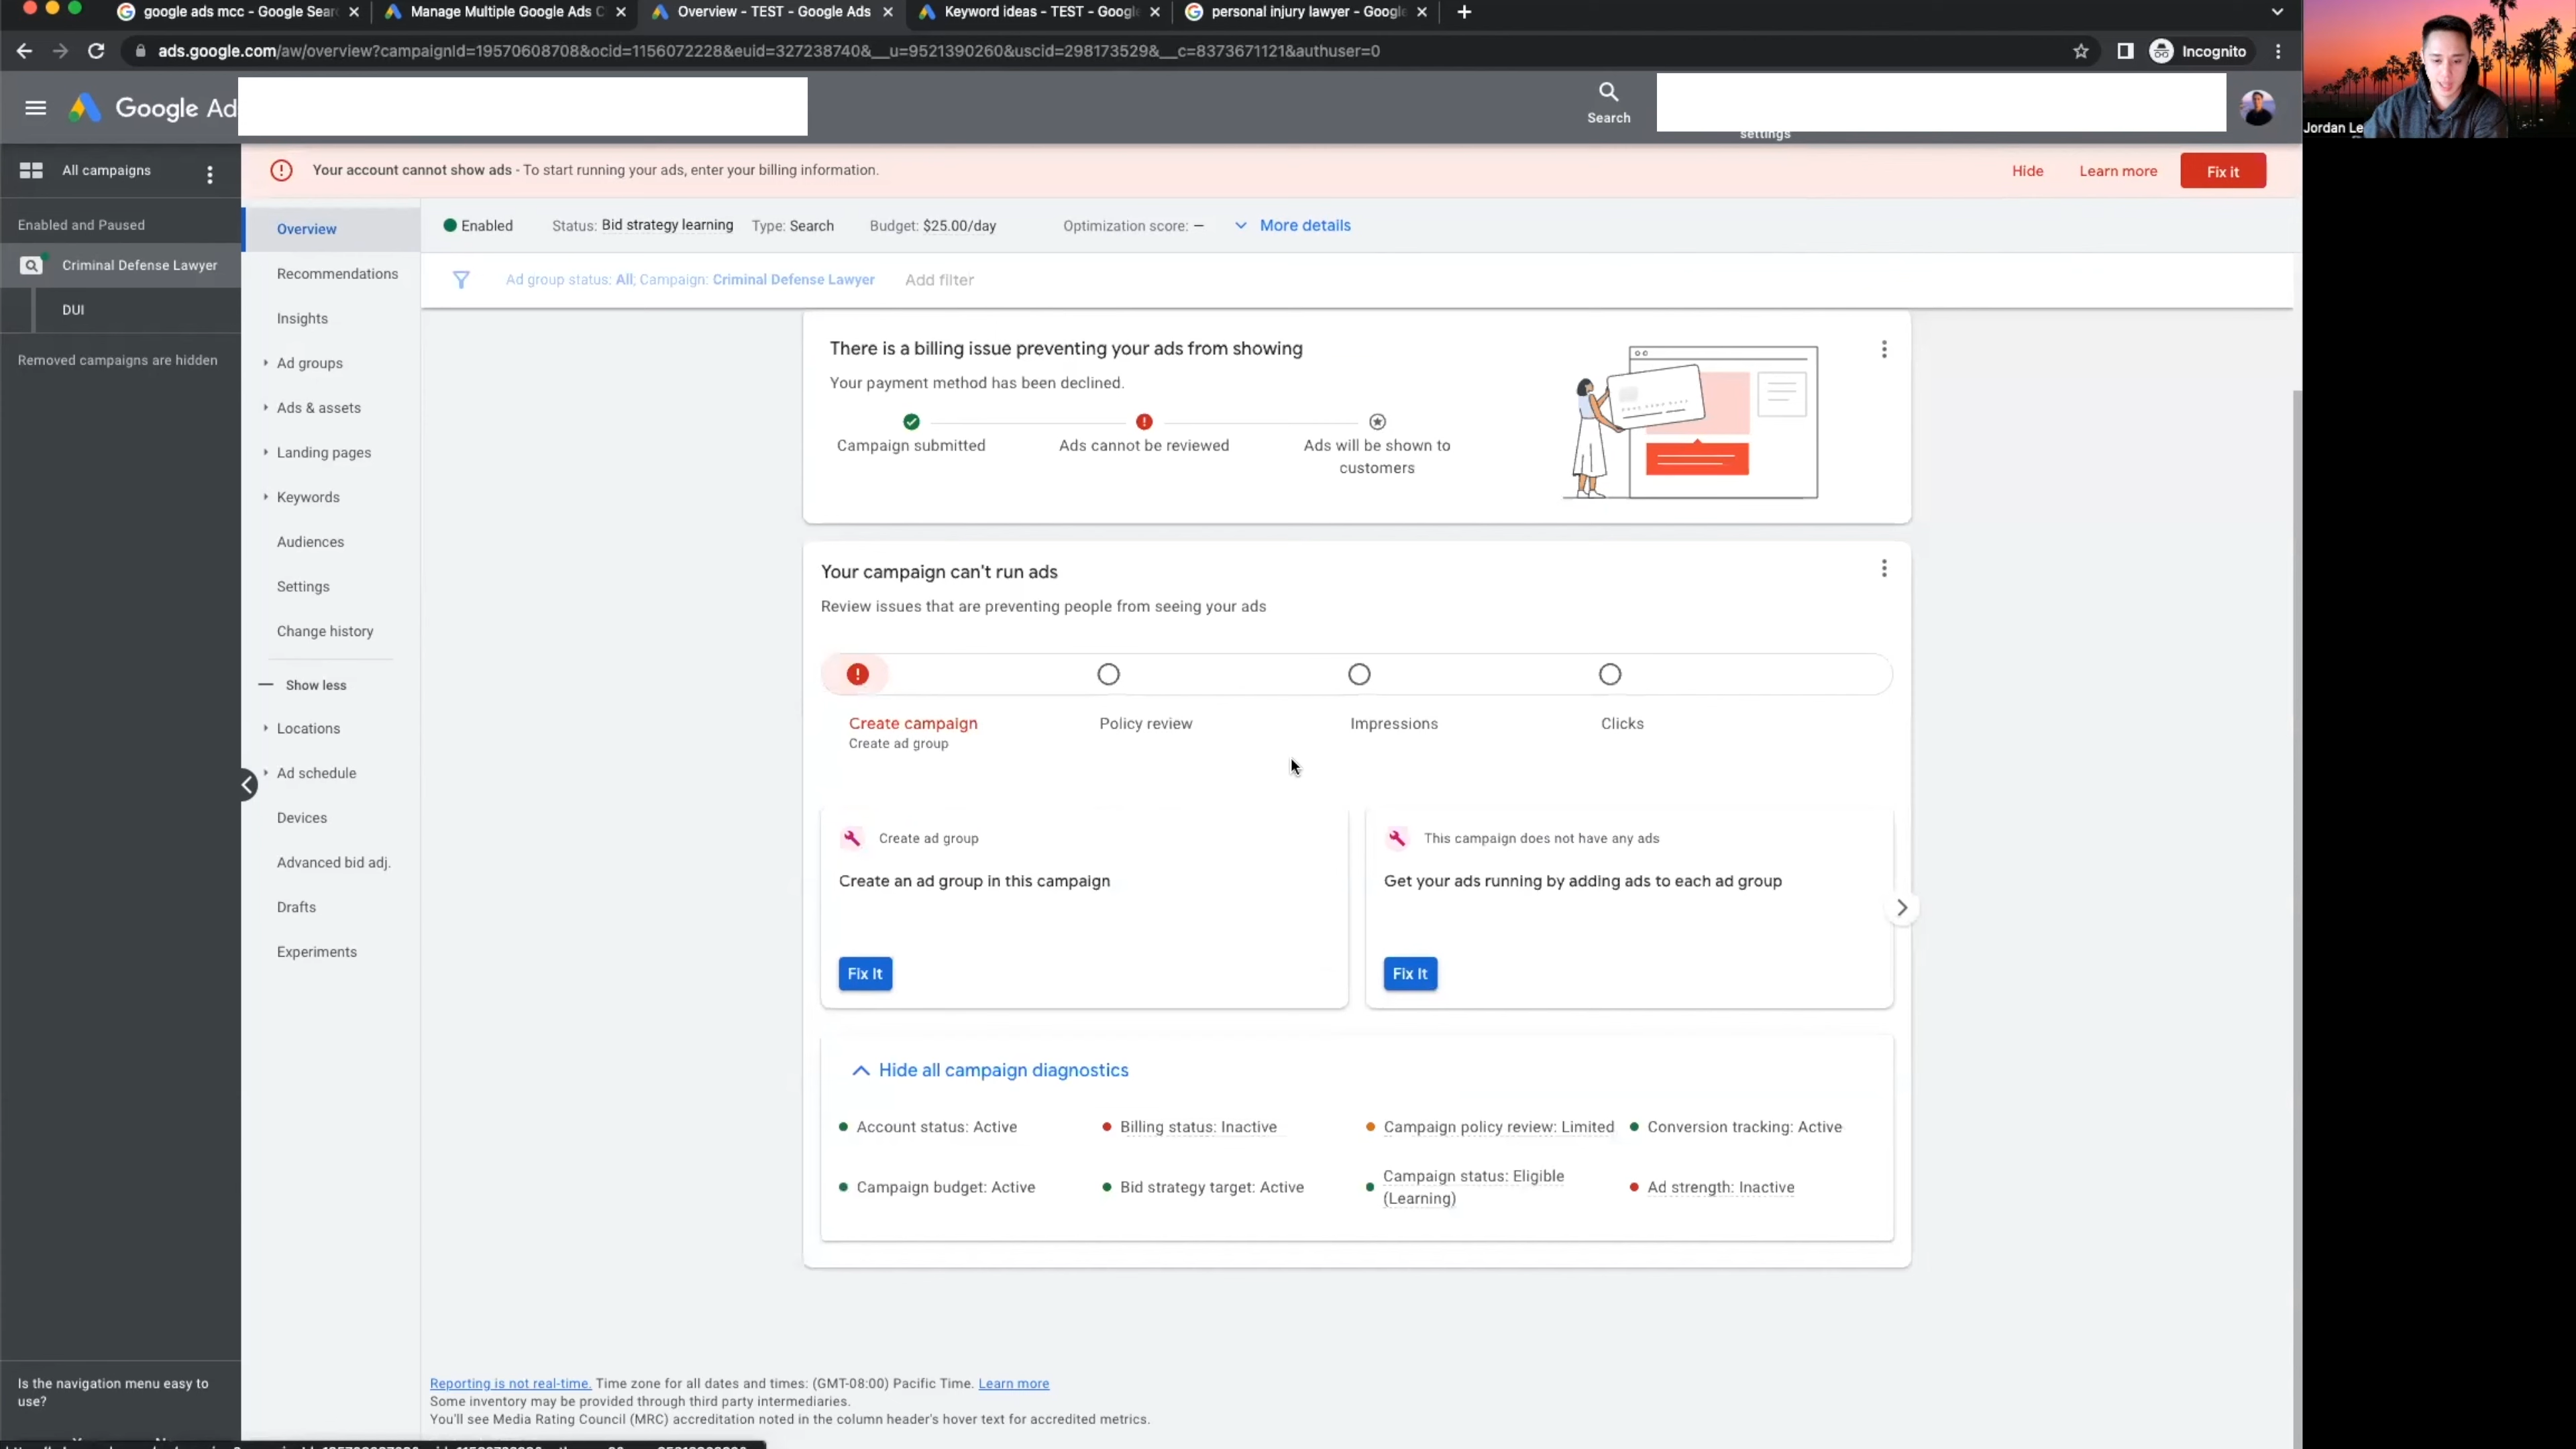 google ads mcc - Google Sear
Manage Multiple Google Ads C
Overview - TEST - Google Ads
Keyword ideas - TEST - Googl
personal injury lawyer - Google
ads.google.com/aw/overview?campaignId=19570608708&ocid=1156072228&euid=327238740&__u=9521390260&uscid=298173529&__c=8373671121&authuser=0
Incognito
Google Ad
Search
settings
Jordan Le
All campaigns
Your account cannot show ads - To start running your ads, enter your billing information.
Hide
Learn more
Fix it
Enabled and Paused
Criminal Defense Lawyer
DUI
Removed campaigns are hidden
Overview
Recommendations
Insights
Ad groups
Ads & assets
Landing pages
Keywords
Audiences
Settings
Change history
Show less
Locations
Ad schedule
Devices
Advanced bid adj.
Drafts
Experiments
Enabled
Status: Bid strategy learning
Type: Search
Budget: $25.00/day
Optimization score: –
More details
Ad group status: All; Campaign: Criminal Defense Lawyer
Add filter
There is a billing issue preventing your ads from showing
Your payment method has been declined.
Campaign submitted
Ads cannot be reviewed
Ads will be shown to
customers
Your campaign can't run ads
Review issues that are preventing people from seeing your ads
Create campaign
Create ad group
Policy review
Impressions
Clicks
Create ad group
Create an ad group in this campaign
Fix It
This campaign does not have any ads
Get your ads running by adding ads to each ad group
Fix It
Hide all campaign diagnostics
Account status: Active
Billing status: Inactive
Campaign policy review: Limited
Conversion tracking: Active
Campaign budget: Active
Bid strategy target: Active
Campaign status: Eligible
(Learning)
Ad strength: Inactive
Is the navigation menu easy to
use?
Reporting is not real-time. Time zone for all dates and times: (GMT-08:00) Pacific Time. Learn more
Some inventory may be provided through third party intermediaries.
You'll see Media Rating Council (MRC) accreditation noted in the column header's hover text for accredited metrics.